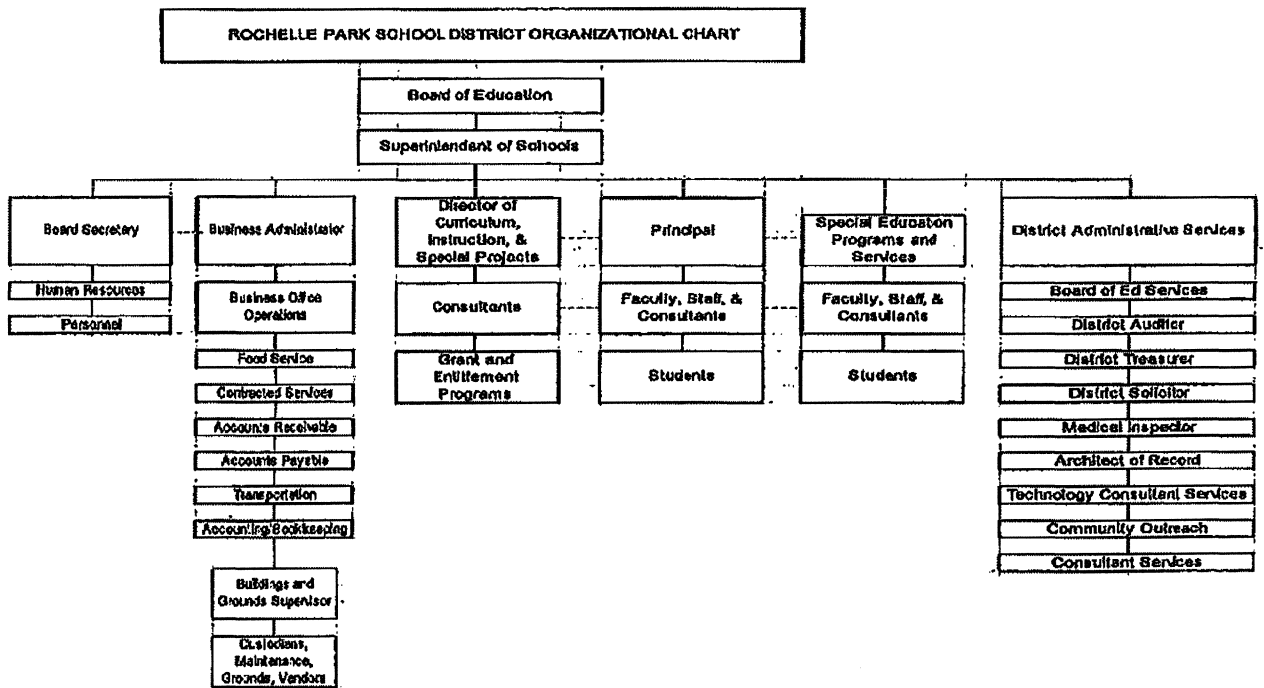 ROCHELLE PARK SCHOOL DISTRICT ORGANIZATIONAL CHART
Board of Education
Superintendent of Schools
Board Secretary
Human Resources
Personnel
Business Administrator
Business Office
Operations
Food Service
Contracted Services
Accounts Receivable
Accounts Payable
Transportation
Accounting/Bookkeeping
Buildings and
Grounds Supervisor
Custodians,
Maintenance,
Grounds, Vendors
Director of
Curriculum,
Instruction, &
Special Projects
Consultants
Grant and
Entitlement
Programs
Principal
Faculty, Staff, &
Consultants
Students
Special Education
Programs and
Services
Faculty, Staff, &
Consultants
Students
District Administrative Services
Board of Ed Services
District Auditor
District Treasurer
District Solicitor
Medical Inspector
Architect of Record
Technology Consultant Services
Community Outreach
Consultant Services